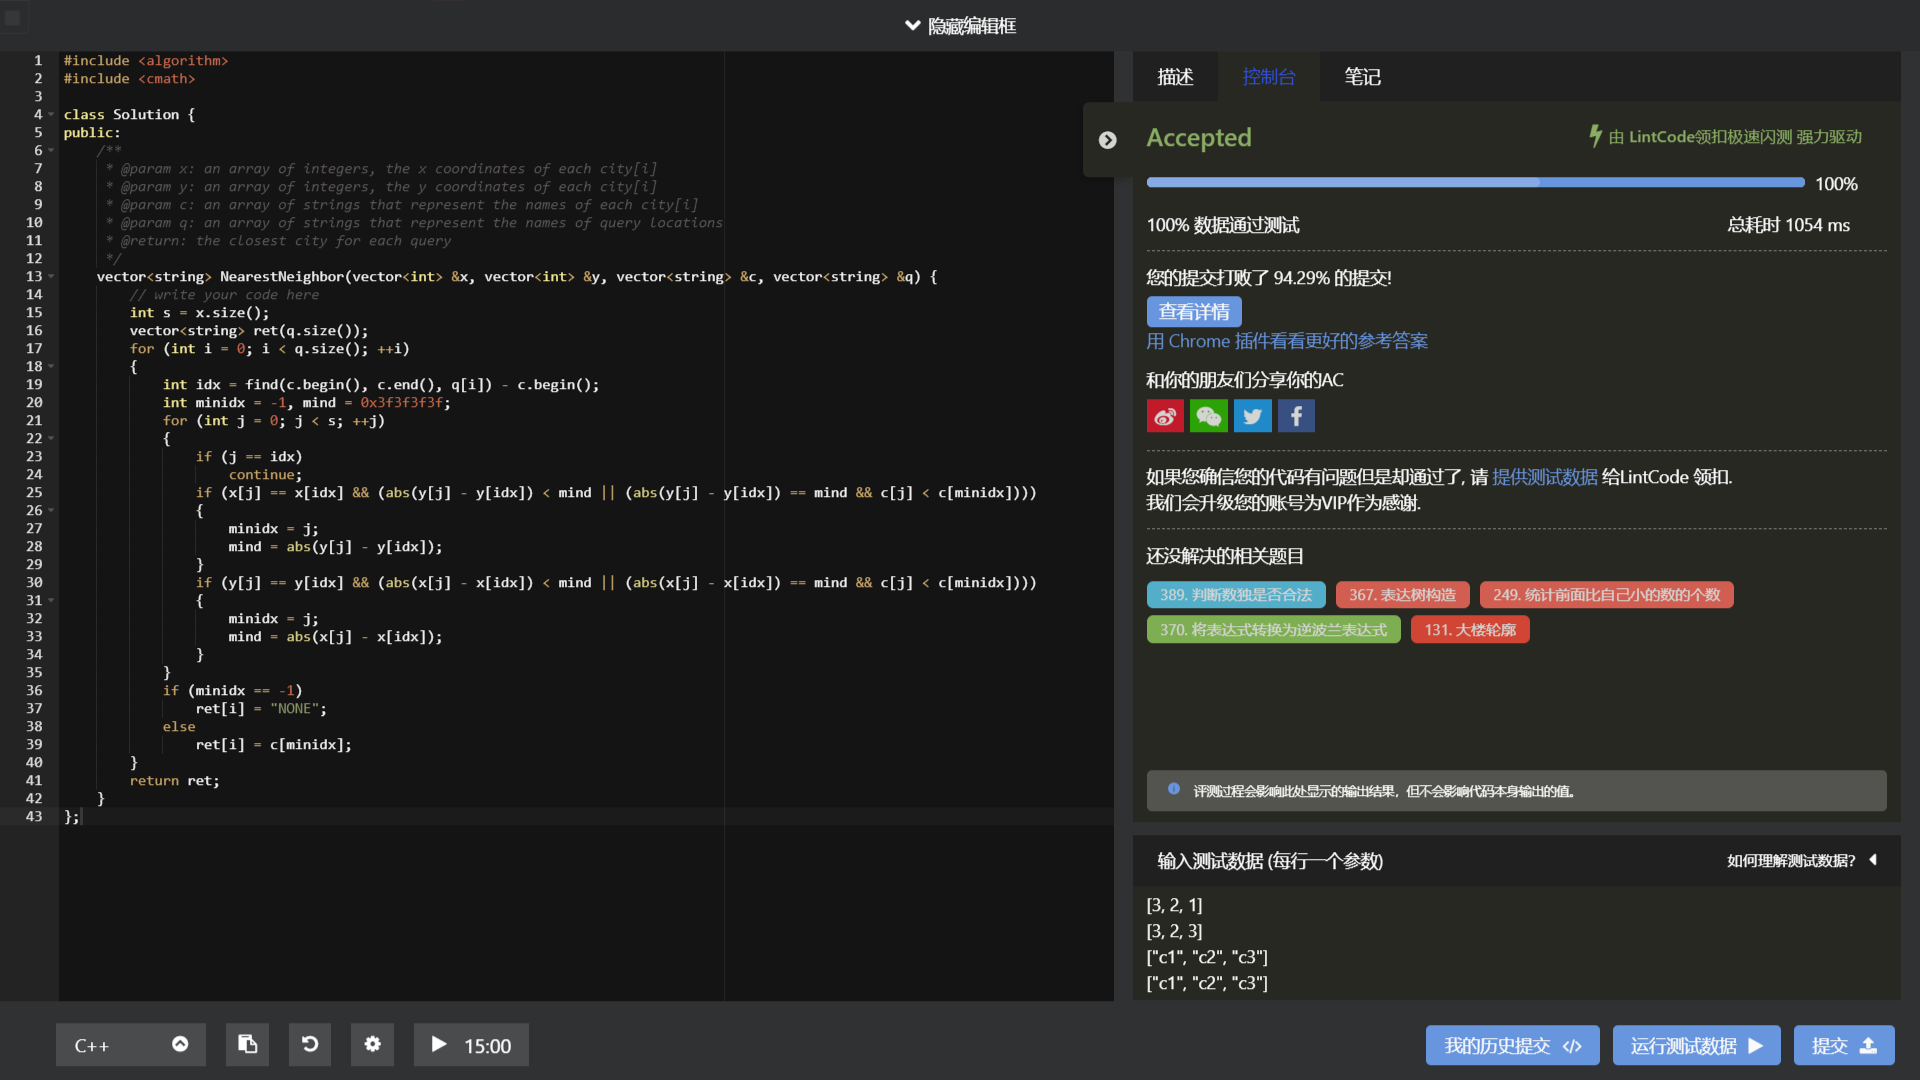 隐藏编辑框
1 #include <algorithm>
2 #include <cmath>
3
4 class Solution {
5 public:
6 /**
7 * @param x: an array of integers, the x coordinates of each city[i]
8 * @param y: an array of integers, the y coordinates of each city[i]
9 * @param c: an array of strings that represent the names of each city[i]
10 * @param q: an array of strings that represent the names of query locations
11 * @return: the closest city for each query
12 */
13 vector<string> NearestNeighbor(vector<int> &x, vector<int> &y, vector<string> &c, vector<string> &q) {
14 // write your code here
15 int s = x.size();
16 vector<string> ret(q.size());
17 for (int i = 0; i < q.size(); ++i)
18 {
19 int idx = find(c.begin(), c.end(), q[i]) - c.begin();
20 int minidx = -1, mind = 0x3f3f3f3f;
21 for (int j = 0; j < s; ++j)
22 {
23 if (j == idx)
24 continue;
25 if (x[j] == x[idx] && (abs(y[j] - y[idx]) < mind || (abs(y[j] - y[idx]) == mind && c[j] < c[minidx])))
26 {
27 minidx = j;
28 mind = abs(y[j] - y[idx]);
29 }
30 if (y[j] == y[idx] && (abs(x[j] - x[idx]) < mind || (abs(x[j] - x[idx]) == mind && c[j] < c[minidx])))
31 {
32 minidx = j;
33 mind = abs(x[j] - x[idx]);
34 }
35 }
36 if (minidx == -1)
37 ret[i] = "NONE";
38 else
39 ret[i] = c[minidx];
40 }
41 return ret;
42 }
43 };
C++
15:00
描述 控制台 笔记
Accepted 由 LintCode领扣极速闪测 强力驱动
100%
100% 数据通过测试 总耗时 1054 ms
您的提交打败了 94.29% 的提交!
查看详情
用 Chrome 插件看看更好的参考答案
和你的朋友们分享你的AC
如果您确信您的代码有问题但是却通过了, 请 提供测试数据 给LintCode 领扣.
我们会升级您的账号为VIP作为感谢.
还没解决的相关题目
389. 判断数独是否合法 367. 表达树构造 249. 统计前面比自己小的数的个数
370. 将表达式转换为逆波兰表达式 131. 大楼轮廓
评测过程会影响此处显示的输出结果，但不会影响代码本身输出的值。
输入测试数据 (每行一个参数) 如何理解测试数据?
[3, 2, 1]
[3, 2, 3]
["c1", "c2", "c3"]
["c1", "c2", "c3"]
我的历史提交 运行测试数据 提交